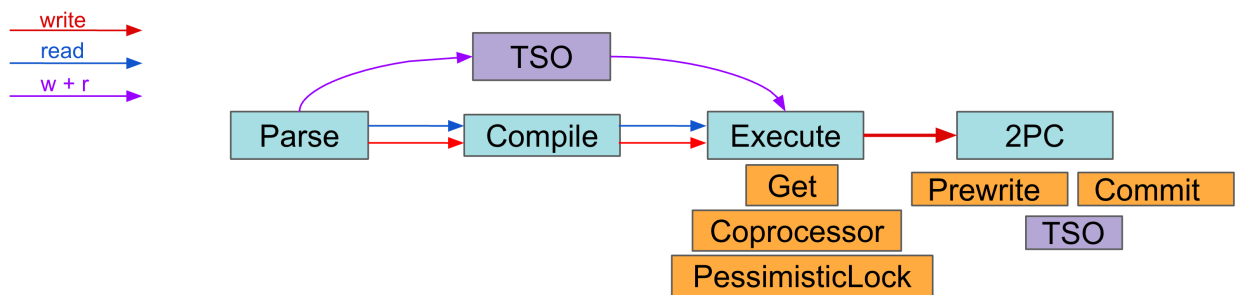 write
read
w + r
TSO
Parse
Compile
Execute
2PC
Get
Coprocessor
PessimisticLock
Prewrite
Commit
TSO